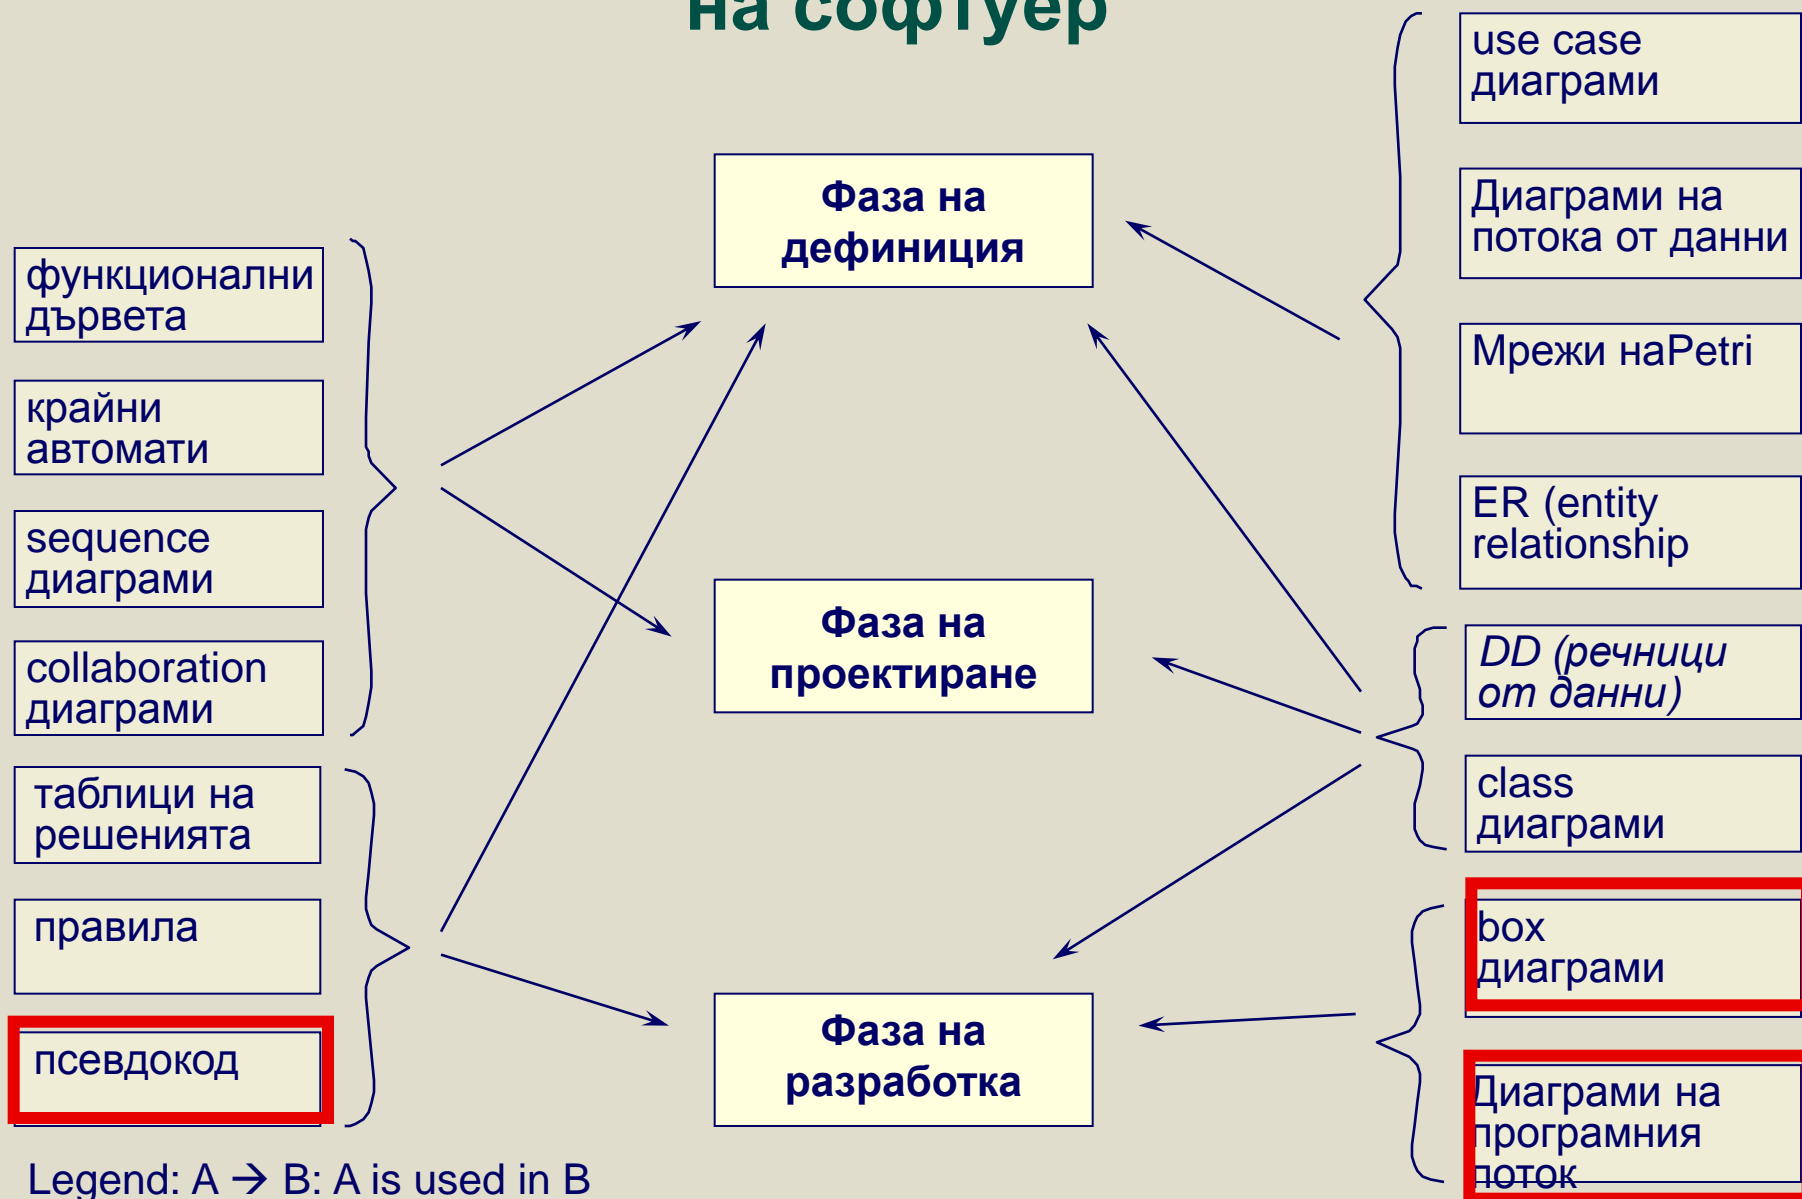 на софтуер
use case
диаграми
Фаза на
дефиниция
Диаграми на
потока от данни
функционални
дървета
Мрежи наPetri
крайни
автомати
ER (entity
relationship
sequence
диаграми
Фаза на
проектиране
collaboration
диаграми
DD (речници
от данни)
таблици на
решенията
class
диаграми
правила
box
диаграми
Фаза на
разработка
псевдокод
Диаграми на
програмния
поток
Legend: A → B: A is used in B